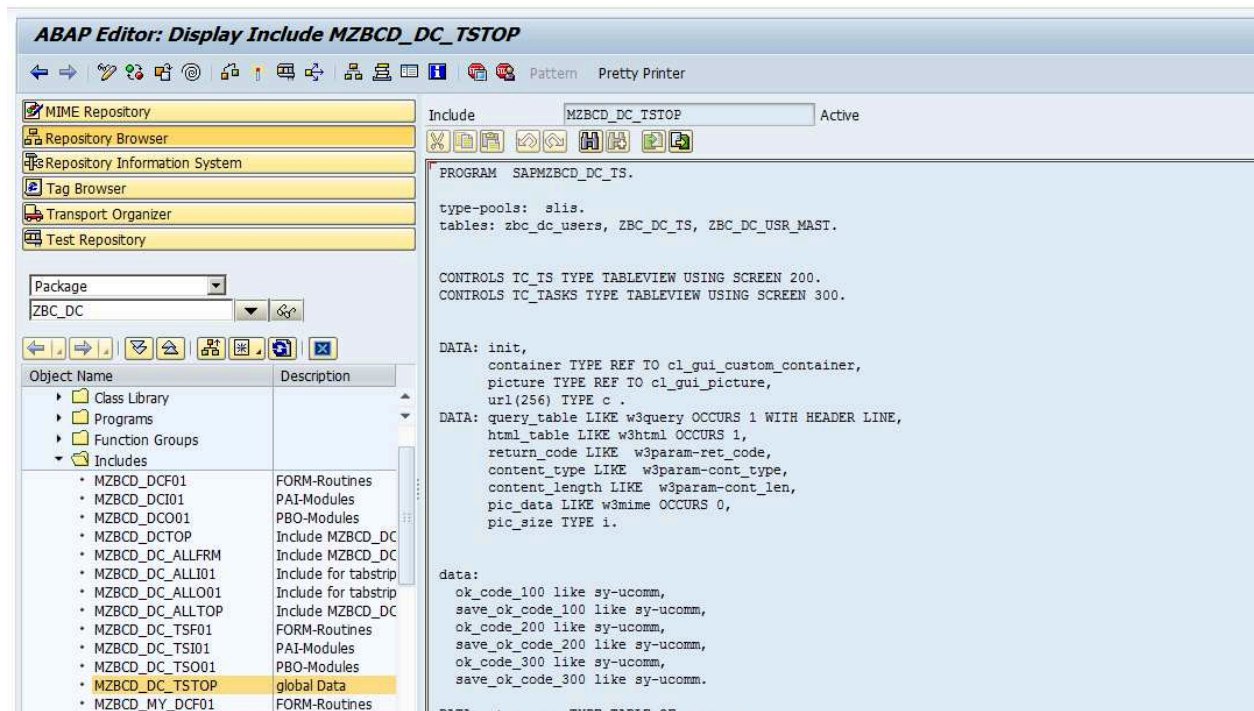 ABAP Editor: Display Include MZBCD_DC_TSTOP
Pattern Pretty Printer
MIME Repository
Repository Browser
Repository Information System
Tag Browser
Transport Organizer
Test Repository
Package
ZBC_DC
Object Name Description
Class Library
Programs
Function Groups
Includes
MZBCD_DCF01 FORM-Routines
MZBCD_DCI01 PAI-Modules
MZBCD_DCO01 PBO-Modules
MZBCD_DCTOP Include MZBCD_DC
MZBCD_DC_ALLFRM Include MZBCD_DC
MZBCD_DC_ALLI01 Include for tabstrip
MZBCD_DC_ALLO01 Include for tabstrip
MZBCD_DC_ALLTOP Include MZBCD_DC
MZBCD_DC_TSF01 FORM-Routines
MZBCD_DC_TSI01 PAI-Modules
MZBCD_DC_TSO01 PBO-Modules
MZBCD_DC_TSTOP global Data
MZBCD_MY_DCF01 FORM-Routines
Include MZBCD_DC_TSTOP Active
PROGRAM SAPMZBCD_DC_TS.
type-pools: slis.
tables: zbc_dc_users, ZBC_DC_TS, ZBC_DC_USR_MAST.
CONTROLS TC_TS TYPE TABLEVIEW USING SCREEN 200.
CONTROLS TC_TASKS TYPE TABLEVIEW USING SCREEN 300.
DATA: init,
container TYPE REF TO cl_gui_custom_container,
picture TYPE REF TO cl_gui_picture,
url(256) TYPE c .
DATA: query_table LIKE w3query OCCURS 1 WITH HEADER LINE,
html_table LIKE w3html OCCURS 1,
return_code LIKE w3param-ret_code,
content_type LIKE w3param-cont_type,
content_length LIKE w3param-cont_len,
pic_data LIKE w3mime OCCURS 0,
pic_size TYPE i.
data:
ok_code_100 like sy-ucomm,
save_ok_code_100 like sy-ucomm,
ok_code_200 like sy-ucomm,
save_ok_code_200 like sy-ucomm,
ok_code_300 like sy-ucomm,
save_ok_code_300 like sy-ucomm.